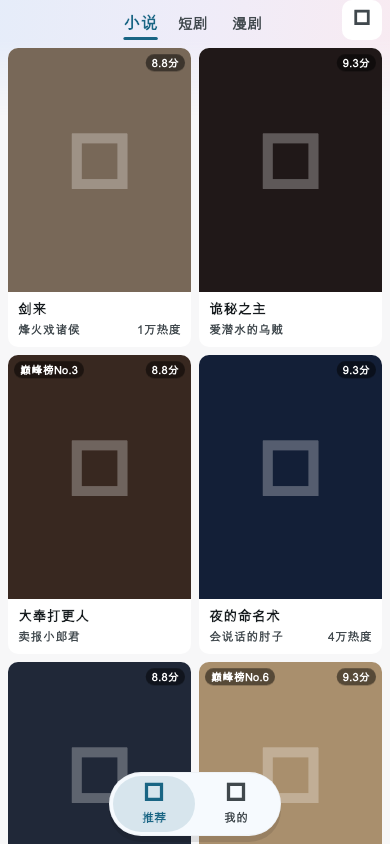 小说 短剧 漫剧
8.8分
9.3分
剑来
烽火戏诸侯 1万热度
诡秘之主
爱潜水的乌贼
巅峰榜No.3 8.8分
9.3分
大奉打更人
卖报小郎君
夜的命名术
会说话的肘子 4万热度
8.8分
巅峰榜No.6 9.3分
推荐 我的